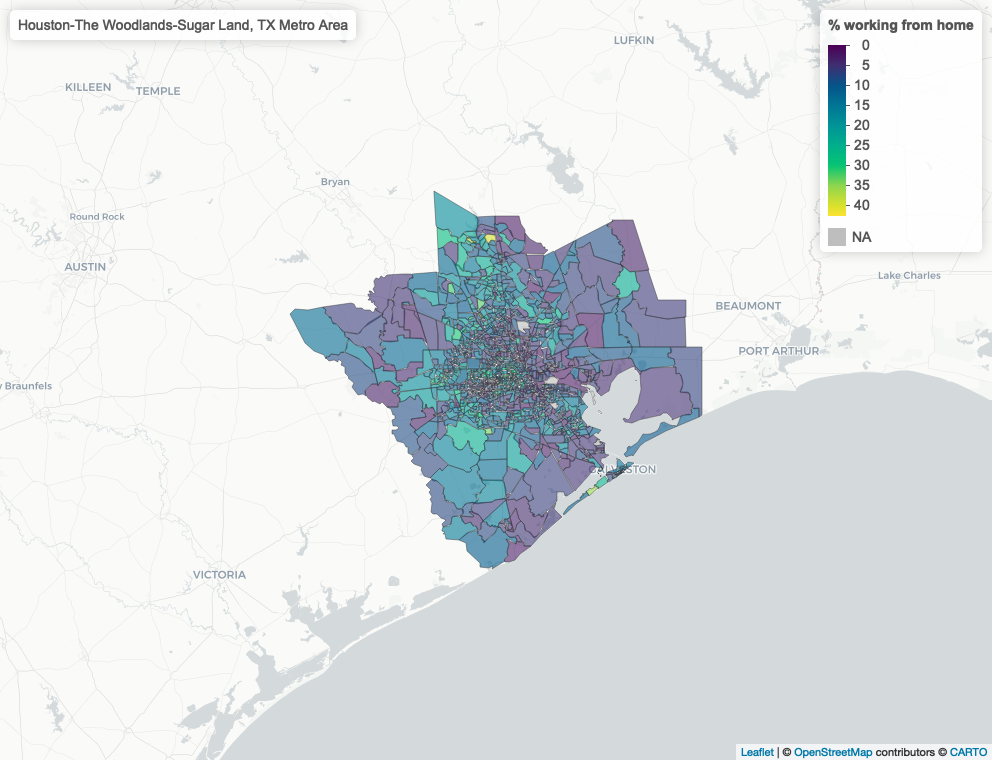 Houston-The Woodlands-Sugar Land, TX Metro Area
% working from home
0
5
10
15
20
25
30
35
40
NA
LUFKIN
KILLEEN
TEMPLE
Bryan
Round Rock
AUSTIN
Lake Charles
BEAUMONT
PORT ARTHUR
Braunfels
VESTON
VICTORIA
Leaflet | © OpenStreetMap contributors © CARTO